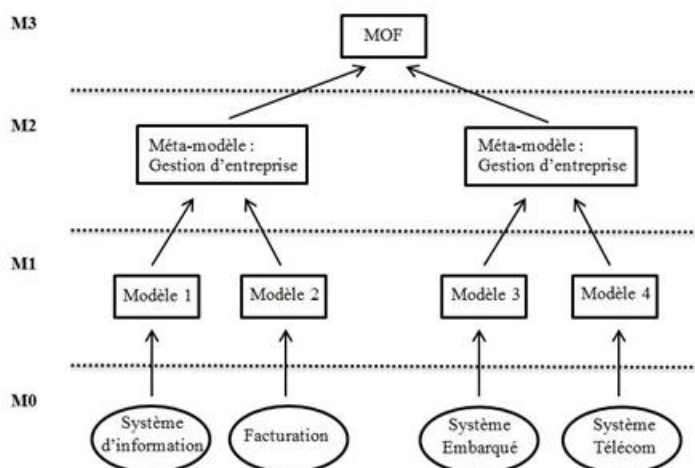 M3
MOF
M2
Méta-modèle :
Gestion d'entreprise
Méta-modèle :
Gestion d'entreprise
M1
Modèle 1
Modèle 2
Modèle 3
Modèle 4
M0
Système
d'information
Facturation
Système
Embarqué
Système
Télécom